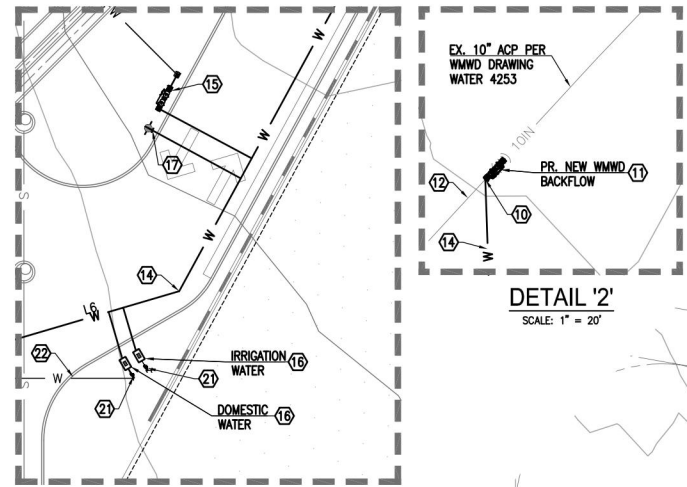 W
W
15
17
W
W
S
14
L6
W
22
W
IRRIGATION
WATER
16
21
21
DOMESTIC
WATER
16
S
EX. 10" ACP PER
WMWD DRAWING
WATER 4253
10IN
PR. NEW WMWD
BACKFLOW
11
12
10
14
W
DETAIL '2'
SCALE: 1" = 20'